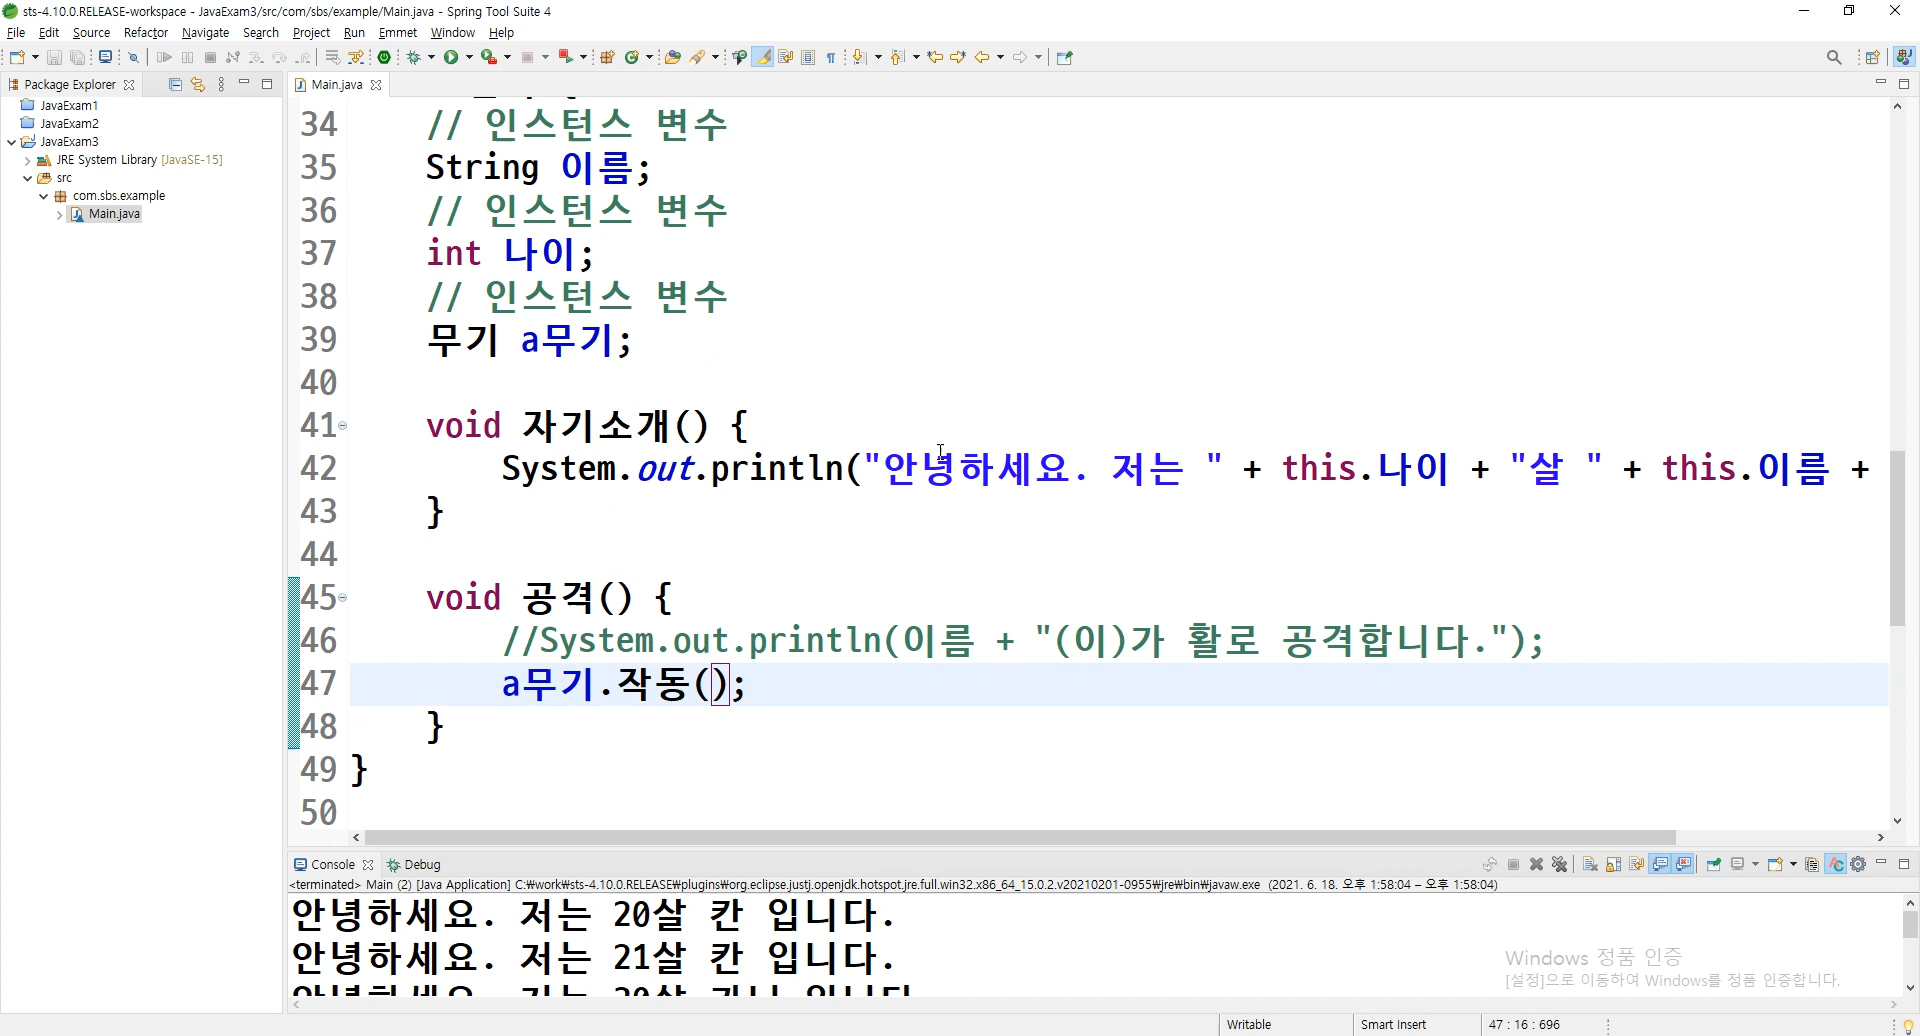 sts-4.10.0.RELEASE-workspace - JavaExam3/src/com/sbs/example/Main.java - Spring Tool Suite 4
File Edit Source Refactor Navigate Search Project Run Emmet Window Help
Package Explorer
Main.java
JavaExam1
JavaExam2
JavaExam3
JRE System Library [JavaSE-15]
src
com.sbs.example
Main.java
34 // 인스턴스 변수
35 String 이름;
36 // 인스턴스 변수
37 int 나이;
38 // 인스턴스 변수
39 무기 a무기;
40
41 void 자기소개() {
42 System.out.println("안녕하세요. 저는 " + this.나이 + "살 " + this.이름 +
43 }
44
45 void 공격() {
46 //System.out.println(이름 + "(이)가 활로 공격합니다.");
47 a무기.작동();
48 }
49 }
50
Console Debug
<terminated> Main (2) [Java Application] C:₩work₩sts-4.10.0.RELEASE₩plugins₩org.eclipse.justj.openjdk.hotspot.jre.full.win32.x86_64_15.0.2.v20210201-0955₩jre₩bin₩javaw.exe (2021. 6. 18. 오후 1:58:04 – 오후 1:58:04)
안녕하세요. 저는 20살 칸 입니다.
안녕하세요. 저는 21살 칸 입니다.
Windows 정품 인증
[설정]으로 이동하여 Windows를 정품 인증합니다.
Writable Smart Insert 47 : 16 : 696